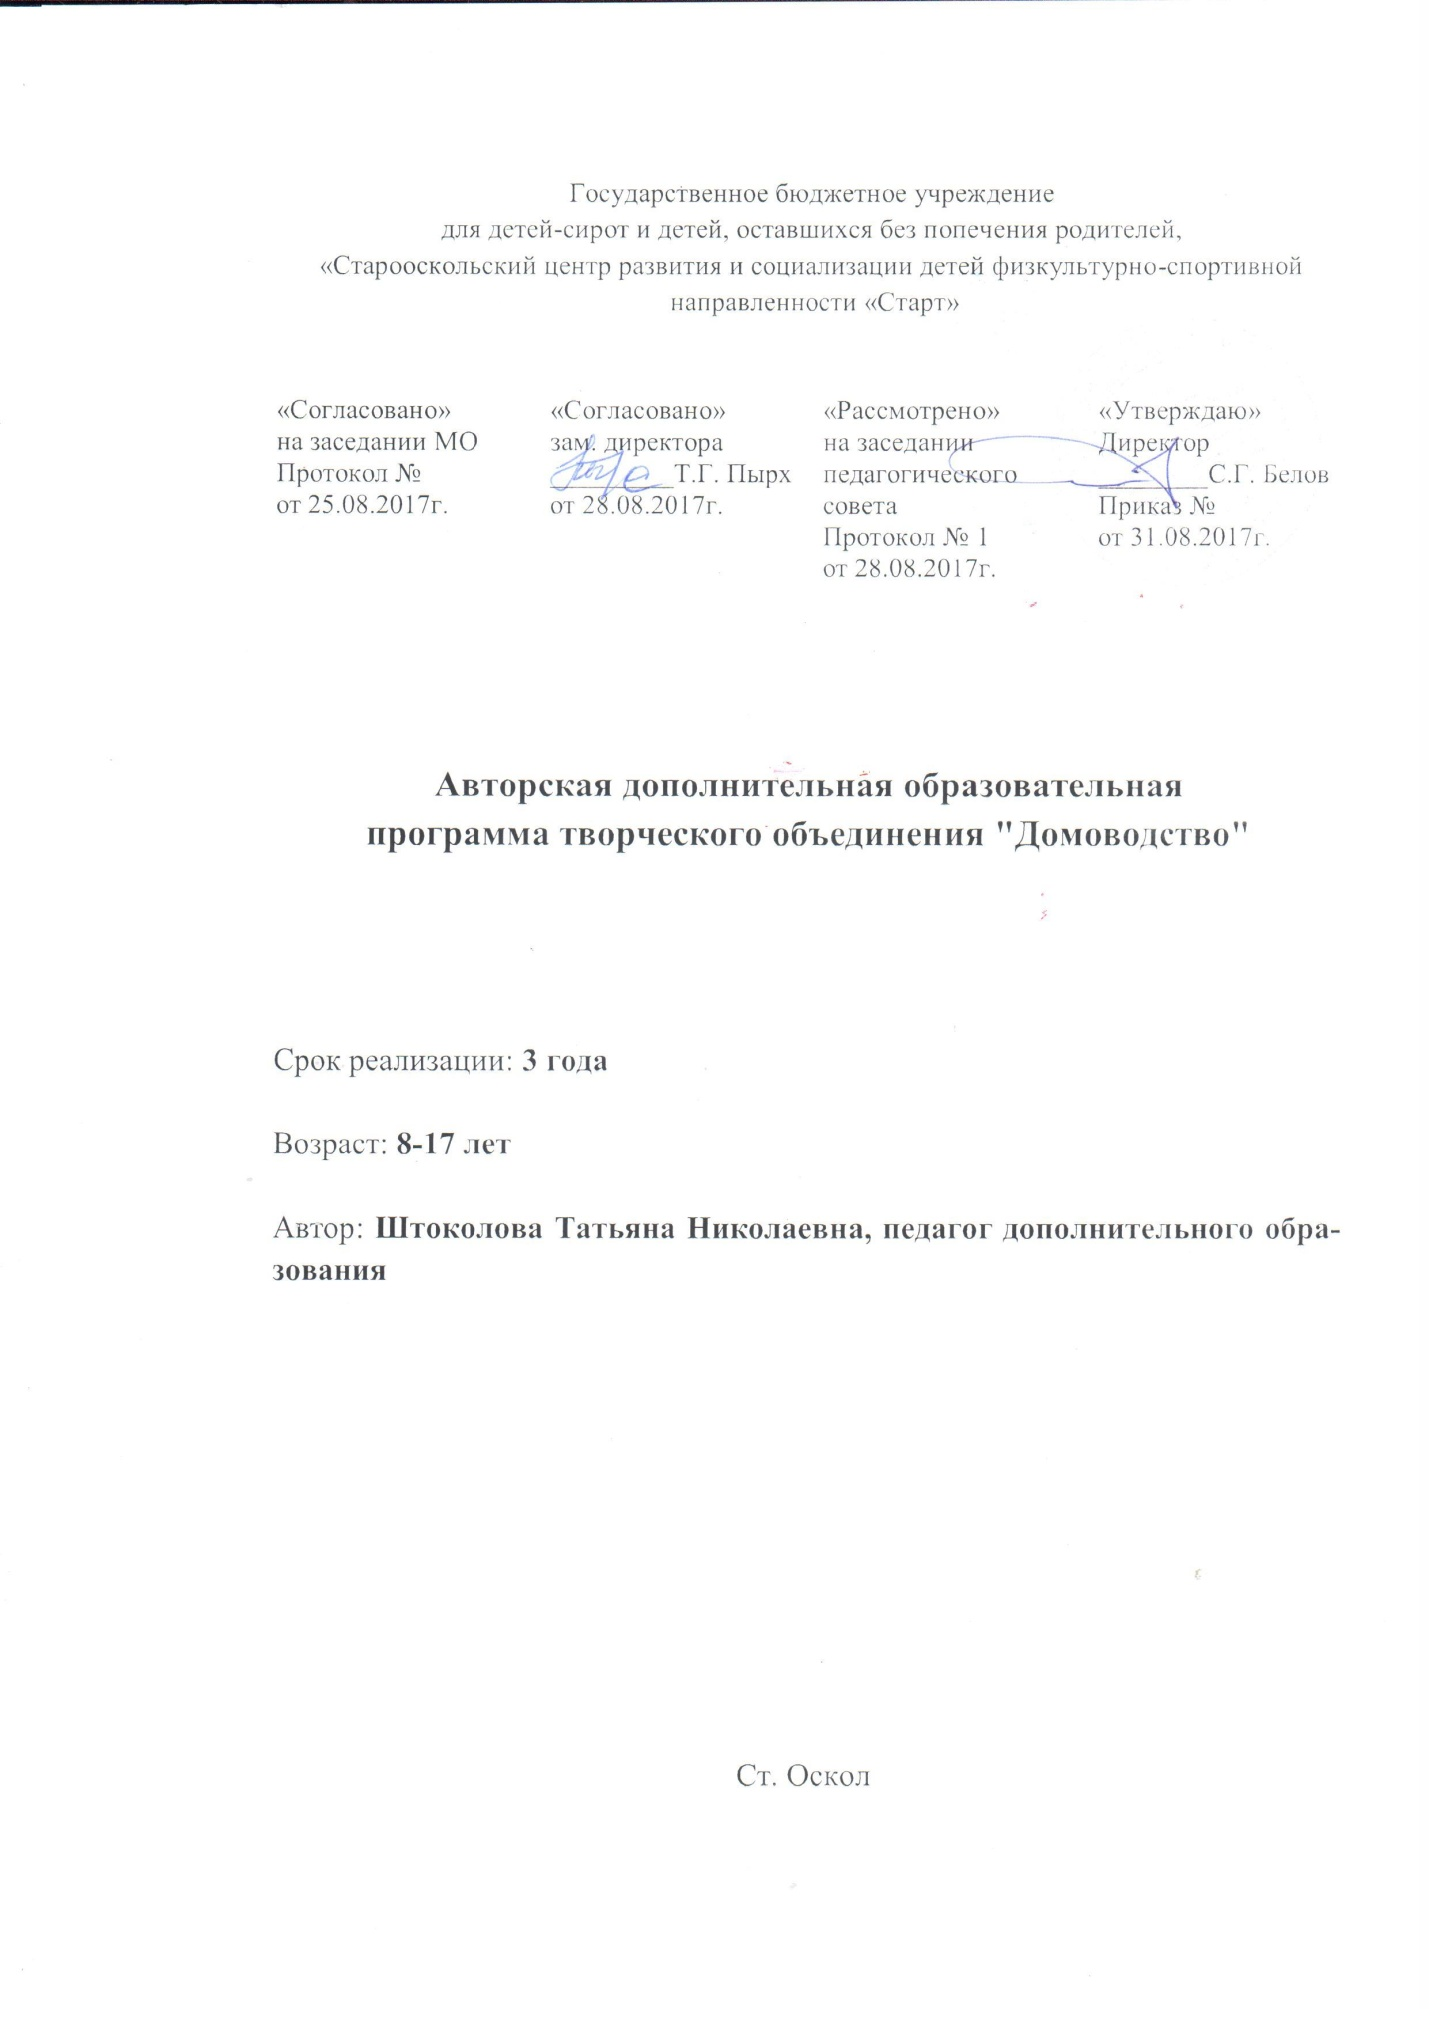 Государственное бюджетное учреждение
для детей-сирот и детей, оставшихся без попечения родителей,
«Старооскольский центр развития и социализации детей физкультурно-спортивной
направленности «Старт»
«Согласовано»
на заседании МО
Протокол №
от 25.08.2017г.
«Согласовано»
зам. директора
____________Т.Г. Пырх
от 28.08.2017г.
«Рассмотрено»
на заседании
педагогического
совета
Протокол № 1
от 28.08.2017г.
«Утверждаю»
Директор
________С.Г. Белов
Приказ №
от 31.08.2017г.
Авторская дополнительная образовательная
программа творческого объединения "Домоводство"
Срок реализации: 3 года
Возраст: 8-17 лет
Автор: Штоколова Татьяна Николаевна, педагог дополнительного обра-
зования
Ст. Оскол